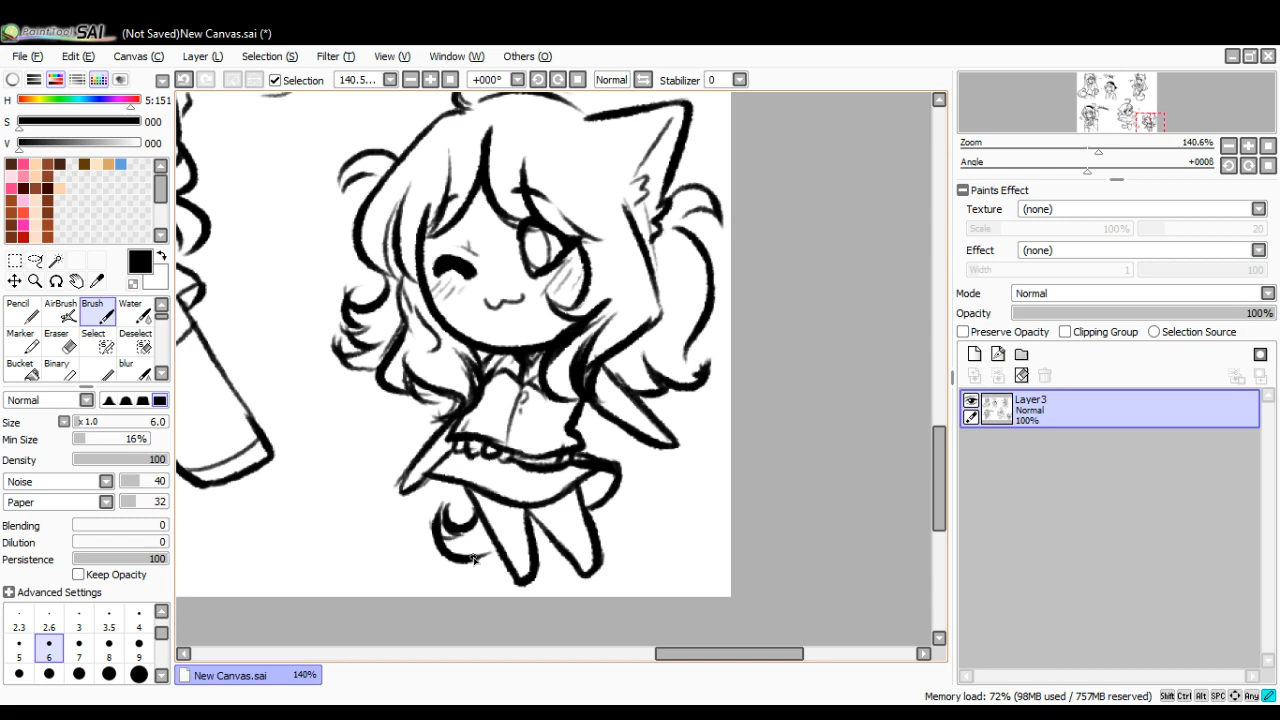 PaintTool SAI (Not Saved)New Canvas.sai (*)
File (F) Edit (E) Canvas (C) Layer (L) Selection (S) Filter (T) View (V) Window (W) Others (O)
Selection 140.5... +000° Normal Stabilizer 0
H 5:151
S 000
V 000
Pencil AirBrush Brush Water
Marker Eraser Select Deselect
Bucket Binary blur
Normal
Size x 1.0 6.0
Min Size 16%
Density 100
Noise 40
Paper 32
Blending 0
Dilution 0
Persistence 100
Keep Opacity
Advanced Settings
2.3 2.6 3 3.5 4
5 6 7 8 9
New Canvas.sai 140%
Zoom 140.6%
Angle +0008
Paints Effect
Texture (none)
Scale 100% 20
Effect (none)
Width 1 100
Mode Normal
Opacity 100%
Preserve Opacity Clipping Group Selection Source
Layer3
Normal
100%
Memory load: 72% (98MB used / 757MB reserved) Shift Ctrl Alt SPC Any